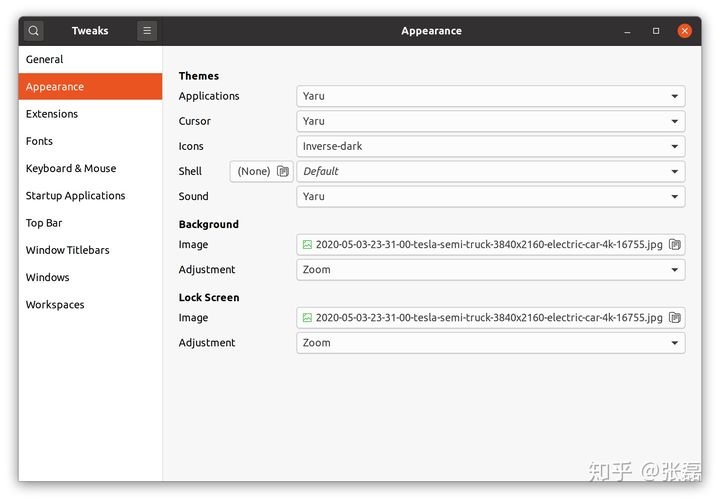 Tweaks
Appearance
General
Appearance
Extensions
Fonts
Keyboard & Mouse
Startup Applications
Top Bar
Window Titlebars
Windows
Workspaces
Themes
Applications Yaru
Cursor Yaru
Icons Inverse-dark
Shell (None) Default
Sound Yaru
Background
Image 2020-05-03-23-31-00-tesla-semi-truck-3840x2160-electric-car-4k-16755.jpg
Adjustment Zoom
Lock Screen
Image 2020-05-03-23-31-00-tesla-semi-truck-3840x2160-electric-car-4k-16755.jpg
Adjustment Zoom
知乎 @张磊